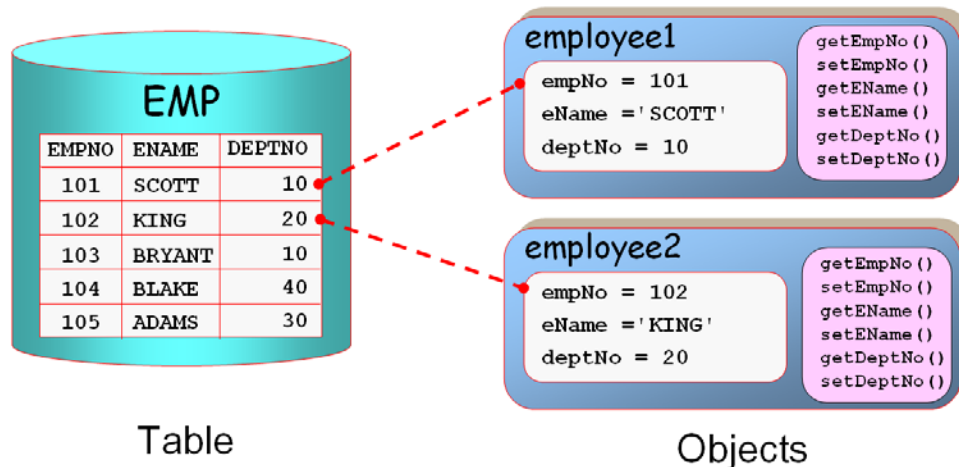 EMP
EMPNO ENAME DEPTNO
101 SCOTT 10
102 KING 20
103 BRYANT 10
104 BLAKE 40
105 ADAMS 30
Table
employee1
empNo = 101
eName ='SCOTT'
deptNo = 10
getEmpNo()
setEmpNo()
getEName()
setEName()
getDeptNo()
setDeptNo()
employee2
empNo = 102
eName ='KING'
deptNo = 20
getEmpNo()
setEmpNo()
getEName()
setEName()
getDeptNo()
setDeptNo()
Objects